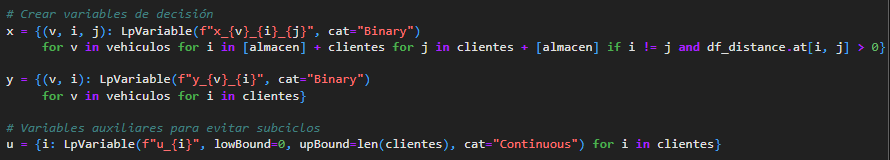 # Crear variables de decisión
x = {(v, i, j): LpVariable(f"x_{v}_{i}_{j}", cat="Binary")
for v in vehiculos for i in [almacen] + clientes for j in clientes + [almacen] if i != j and df_distance.at[i, j] > 0}
y = {(v, i): LpVariable(f"y_{v}_{i}", cat="Binary")
for v in vehiculos for i in clientes}
# Variables auxiliares para evitar subciclos
u = {i: LpVariable(f"u_{i}", lowBound=0, upBound=len(clientes), cat="Continuous") for i in clientes}